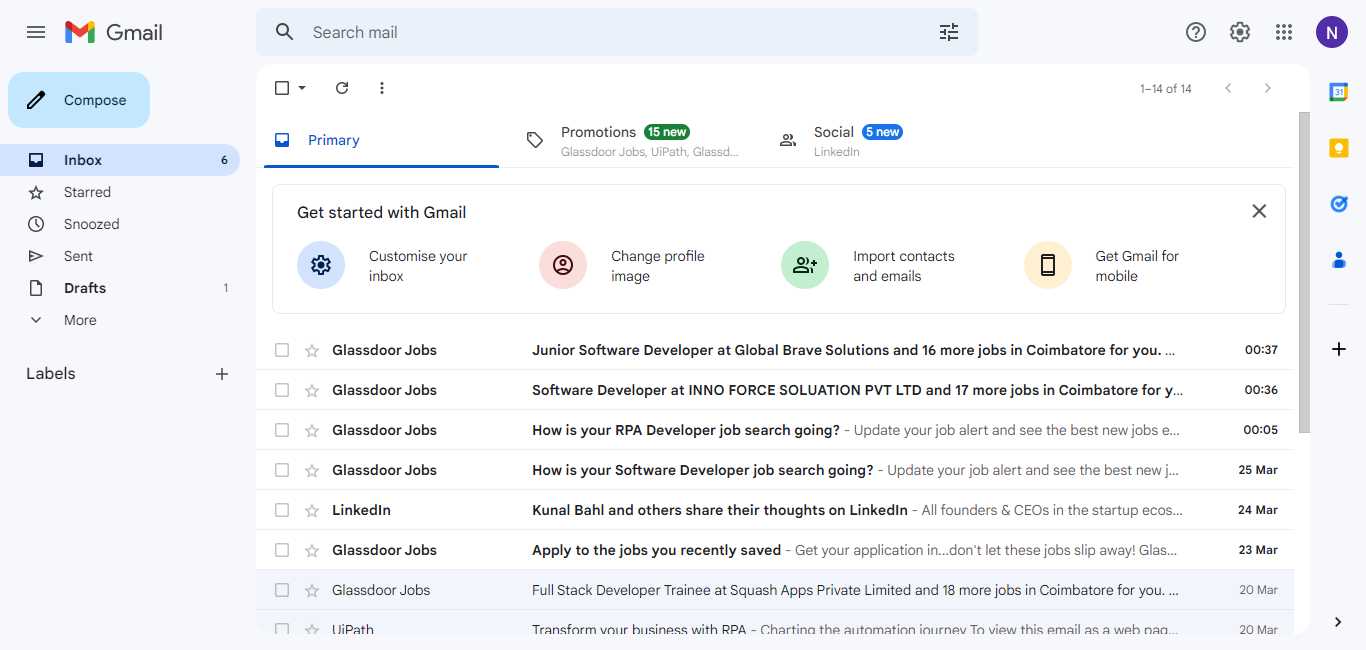 Gmail
Search mail
N
Compose
1–14 of 14
31
Primary
Promotions 15 new
Glassdoor Jobs, UiPath, Glassd...
Social 5 new
LinkedIn
Inbox 6
Starred
Snoozed
Sent
Drafts 1
More
Labels
Get started with Gmail
Customise your
inbox
Change profile
image
Import contacts
and emails
Get Gmail for
mobile
Glassdoor Jobs Junior Software Developer at Global Brave Solutions and 16 more jobs in Coimbatore for you. ... 00:37
Glassdoor Jobs Software Developer at INNO FORCE SOLUATION PVT LTD and 17 more jobs in Coimbatore for y... 00:36
Glassdoor Jobs How is your RPA Developer job search going? - Update your job alert and see the best new jobs e... 00:05
Glassdoor Jobs How is your Software Developer job search going? - Update your job alert and see the best new j... 25 Mar
LinkedIn Kunal Bahl and others share their thoughts on LinkedIn - All founders & CEOs in the startup ecos... 24 Mar
Glassdoor Jobs Apply to the jobs you recently saved - Get your application in...don't let these jobs slip away! Glas... 23 Mar
Glassdoor Jobs Full Stack Developer Trainee at Squash Apps Private Limited and 18 more jobs in Coimbatore for you. ... 20 Mar
UiPath Transform your business with RPA - Charting the automation journey To view this email as a web pag... 20 Mar